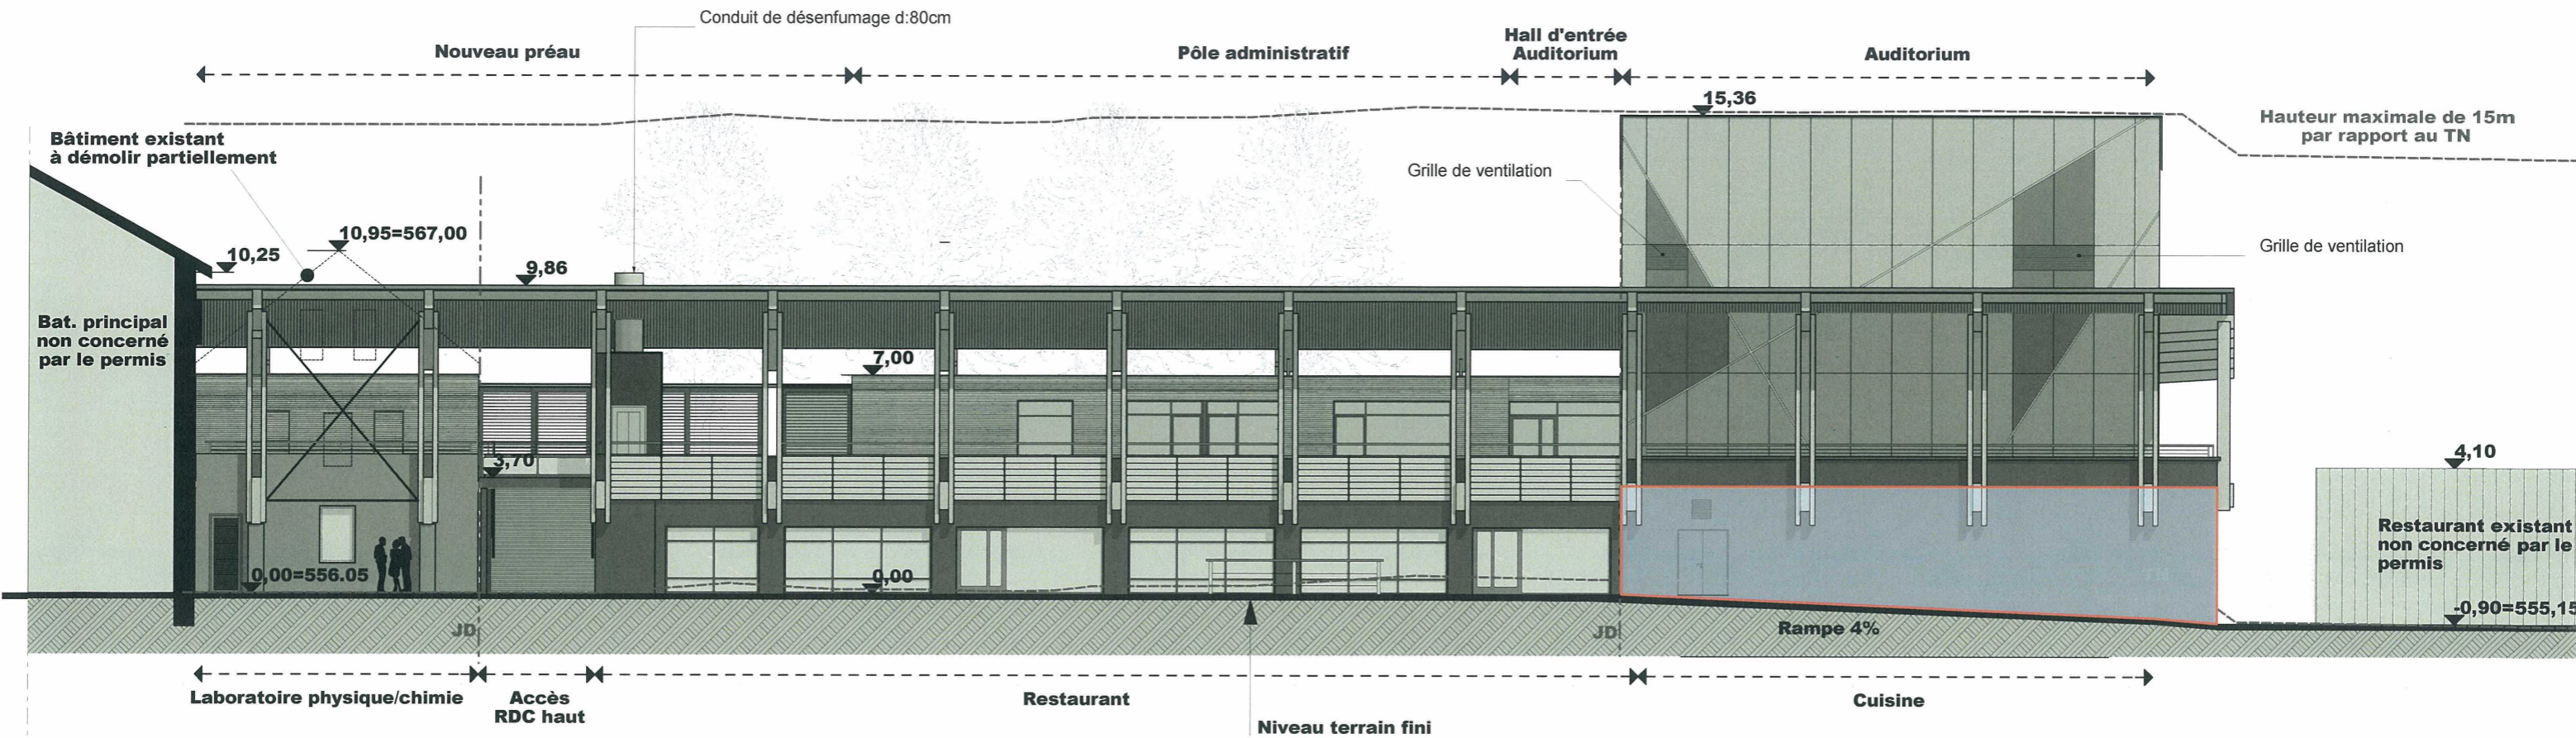 Conduit de désenfumage d:80cm
Nouveau préau
Pôle administratif
Hall d'entrée
Auditorium
Auditorium
15,36
Hauteur maximale de 15m
par rapport au TN
Bâtiment existant
à démolir partiellement
Grille de ventilation
10,95=567,00
10,25
9,86
Grille de ventilation
Bat. principal
non concerné
par le permis
7,00
3,70
4,10
Restaurant existant
non concerné par le
permis
0,00=556.05
0,00
-0,90=555,15
JD
JD
Rampe 4%
Laboratoire physique/chimie
Accès
RDC haut
Restaurant
Cuisine
Niveau terrain fini